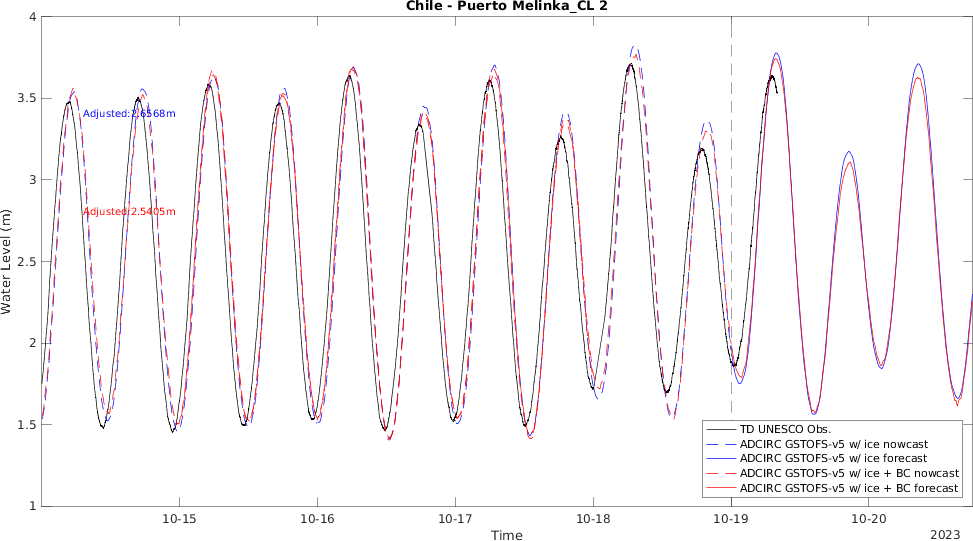 Chile - Puerto Melinka_CL 2
4
3.5
3
2.5
2
1.5
1
Water Level (m)
Adjusted:2.6568m
Adjusted:2.5405m
TD UNESCO Obs.
ADCIRC GSTOFS-v5 w/ ice nowcast
ADCIRC GSTOFS-v5 w/ ice forecast
ADCIRC GSTOFS-v5 w/ ice + BC nowcast
ADCIRC GSTOFS-v5 w/ ice + BC forecast
10-15
10-16
10-17
10-18
10-19
10-20
Time
2023